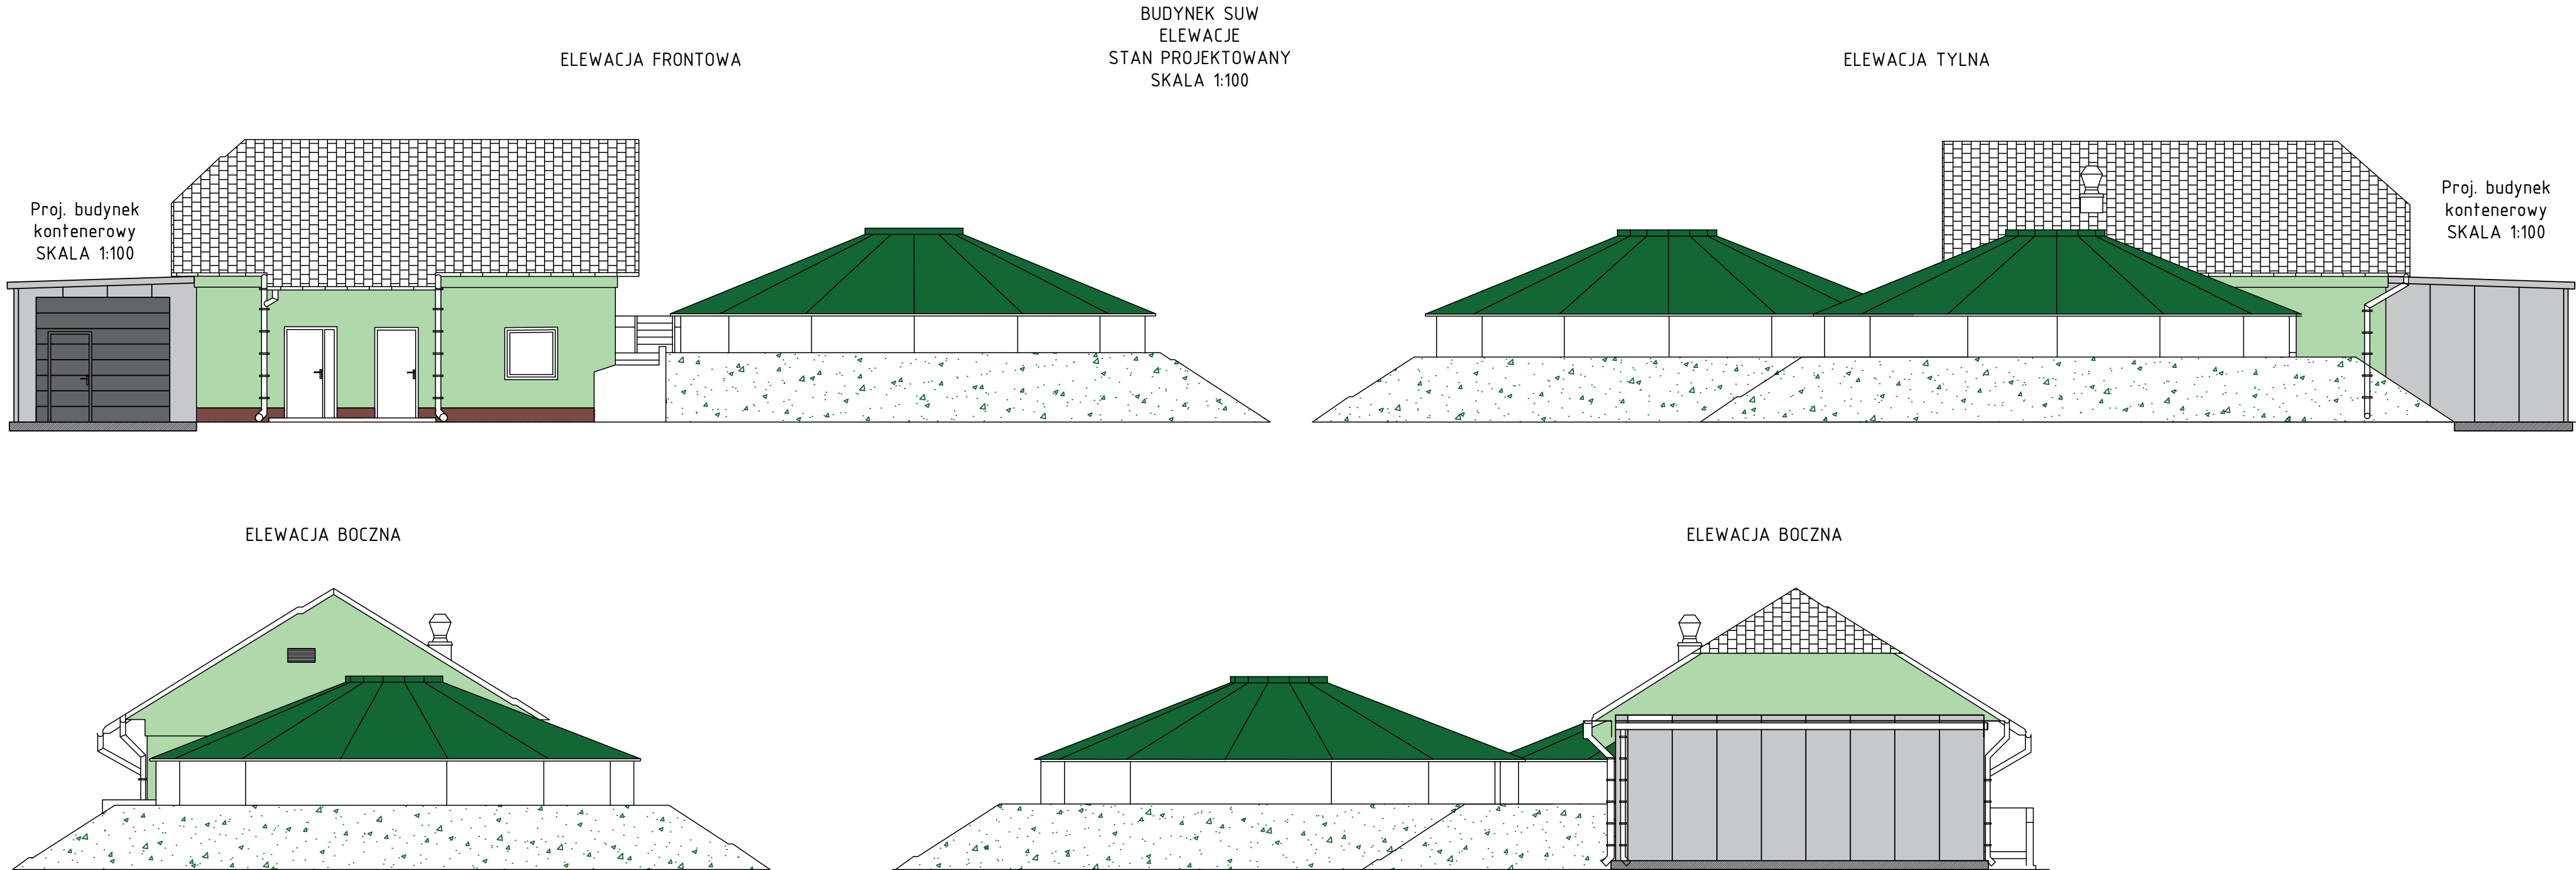 BUDYNEK SUW
ELEWACJE
STAN PROJEKTOWANY
SKALA 1:100
ELEWACJA FRONTOWA
ELEWACJA TYLNA
Proj. budynek
kontenerowy
SKALA 1:100
Proj. budynek
kontenerowy
SKALA 1:100
ELEWACJA BOCZNA
ELEWACJA BOCZNA